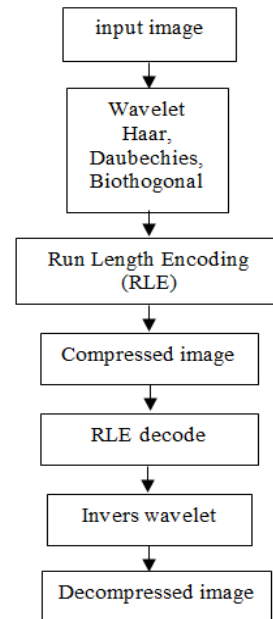 input image
Wavelet
Haar,
Daubechies,
Biothogonal
Run Length Encoding
(RLE)
Compressed image
RLE decode
Invers wavelet
Decompressed image